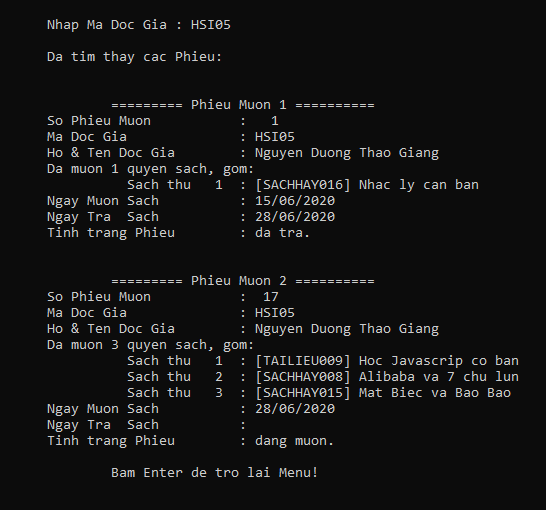 Nhap Ma Doc Gia : HSI05
Da tim thay cac Phieu:
========= Phieu Muon 1 ==========
So Phieu Muon : 1
Ma Doc Gia : HSI05
Ho & Ten Doc Gia : Nguyen Duong Thao Giang
Da muon 1 quyen sach, gom:
Sach thu 1 : [SACHHAY016] Nhac ly can ban
Ngay Muon Sach : 15/06/2020
Ngay Tra Sach : 28/06/2020
Tinh trang Phieu : da tra.
========= Phieu Muon 2 ==========
So Phieu Muon : 17
Ma Doc Gia : HSI05
Ho & Ten Doc Gia : Nguyen Duong Thao Giang
Da muon 3 quyen sach, gom:
Sach thu 1 : [TAILIEU009] Hoc Javascrip co ban
Sach thu 2 : [SACHHAY008] Alibaba va 7 chu lun
Sach thu 3 : [SACHHAY015] Mat Biec va Bao Bao
Ngay Muon Sach : 28/06/2020
Ngay Tra Sach :
Tinh trang Phieu : dang muon.
Bam Enter de tro lai Menu!